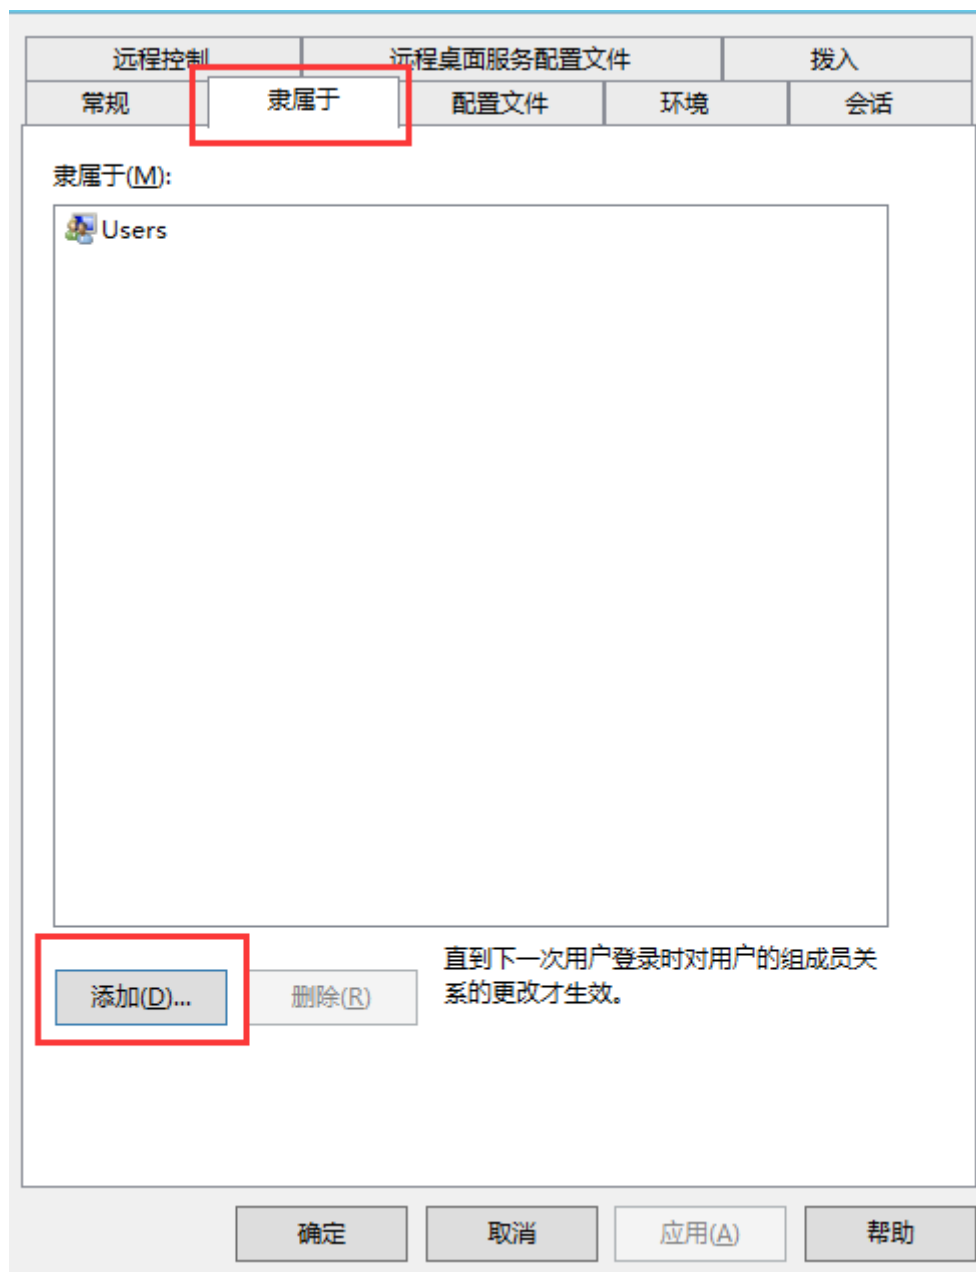 远程控制 远程桌面服务配置文件 拨入
常规 隶属于 配置文件 环境 会话
隶属于(M):
Users
添加(D)... 删除(R)
直到下一次用户登录时对用户的组成员关
系的更改才生效。
确定 取消 应用(A) 帮助